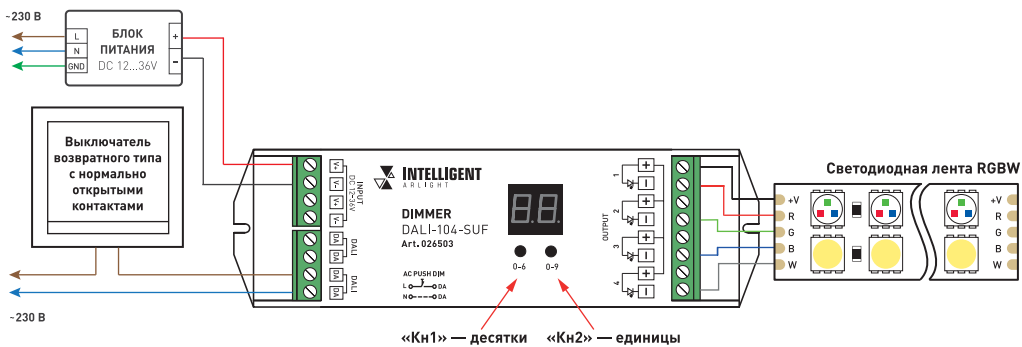 ~230 В
L
N
GND
БЛОК
ПИТАНИЯ
DC 12...36V
+
−
Выключатель
возвратного типа
с нормально
открытыми
контактами
~230 В
V+
V-
V+
V-
INPUT
DC 12-36V
DA
DA
DALI
DA
DA
DALI
INTELLIGENT
ARLIGHT
DIMMER
DALI-104-SUF
Art. 026503
AC PUSH DIM
L DA
N DA
88
0-6
0-9
OUTPUT
1
+
−
2
+
−
3
+
−
4
+
−
Светодиодная лента RGBW
+V
R
G
B
W
+V
R
G
B
W
«Кн1» — десятки
«Кн2» — единицы